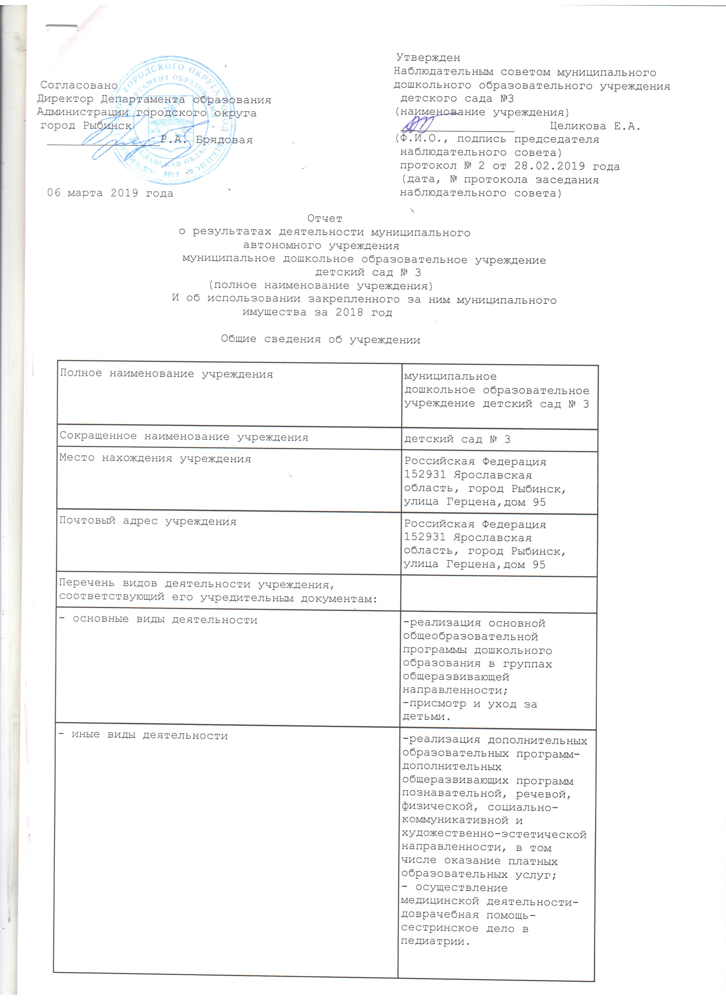 Согласовано
Директор Департамента образования
Администрации городского округа
город Рыбинск
Р.А. Брядовая
06 марта 2019 года
Утвержден
Наблюдательным советом муниципального
дошкольного образовательного учреждения
детского сада №3
(наименование учреждения)
Целикова Е.А.
(Ф.И.О., подпись председателя
наблюдательного совета)
протокол № 2 от 28.02.2019 года
(дата, № протокола заседания
наблюдательного совета)
ГОРОДСКОГО ОКРУГА ГОРОД РЫБИНСК
ДЕПАРТАМЕНТ ОБРАЗОВАНИЯ
ЯРОСЛАВСКАЯ ОБЛАСТЬ
№1
Отчет
о результатах деятельности муниципального
автономного учреждения
муниципальное дошкольное образовательное учреждение
детский сад № 3
(полное наименование учреждения)
И об использовании закрепленного за ним муниципального
имущества за 2018 год
Общие сведения об учреждении
Полное наименование учреждения
муниципальное
дошкольное образовательное
учреждение детский сад № 3
Сокращенное наименование учреждения
детский сад № 3
Место нахождения учреждения
Российская Федерация
152931 Ярославская
область, город Рыбинск,
улица Герцена,дом 95
Почтовый адрес учреждения
Российская Федерация
152931 Ярославская
область, город Рыбинск,
улица Герцена,дом 95
Перечень видов деятельности учреждения,
соответствующий его учредительным документам:
- основные виды деятельности
-реализация основной
общеобразовательной
программы дошкольного
образования в группах
общеразвивающей
направленности;
-присмотр и уход за
детьми.
- иные виды деятельности
-реализация дополнительных
образовательных программ-
дополнительных
общеразвивающих программ
познавательной, речевой,
физической, социально-
коммуникативной и
художественно-эстетической
направленности, в том
числе оказание платных
образовательных услуг;
- осуществление
медицинской деятельности-
доврачебная помощь-
сестринское дело в
педиатрии.